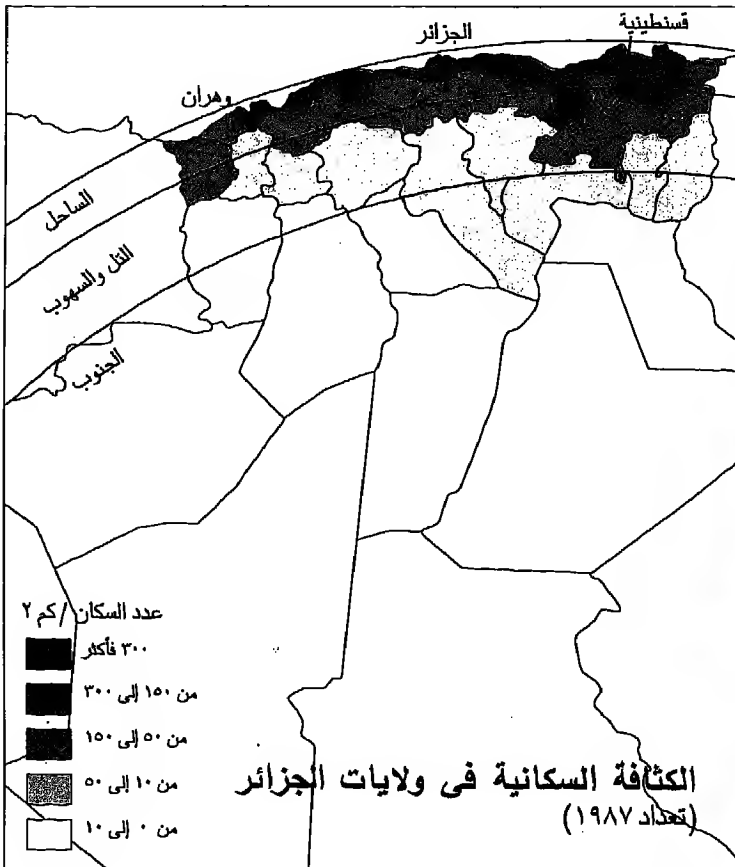 قسنطينية
الجزائر
وهران
الساحل
التل والسهوب
الجنوب
عدد السكان / كم ٢
٣٠٠ فأكثر
من ١٥٠ إلى ٣٠٠
من ٥٠ إلى ١٥٠
من ١٠ إلى ٥٠
من ٠ إلى ١٠
الكثافة السكانية فى ولايات الجزائر
(تعداد ١٩٨٧)